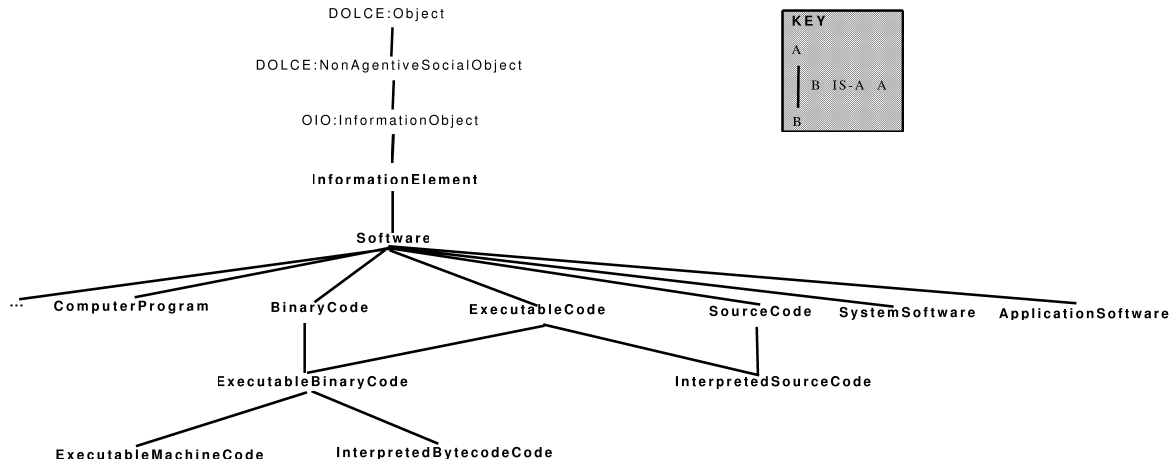 DOLCE:Object
KEY
A
B IS-A A
B
DOLCE:NonAgentiveSocialObject
OIO:InformationObject
InformationElement
Software
... ComputerProgram BinaryCode ExecutableCode SourceCode SystemSoftware ApplicationSoftware
ExecutableBinaryCode InterpretedSourceCode
ExecutableMachineCode InterpretedBytecodeCode